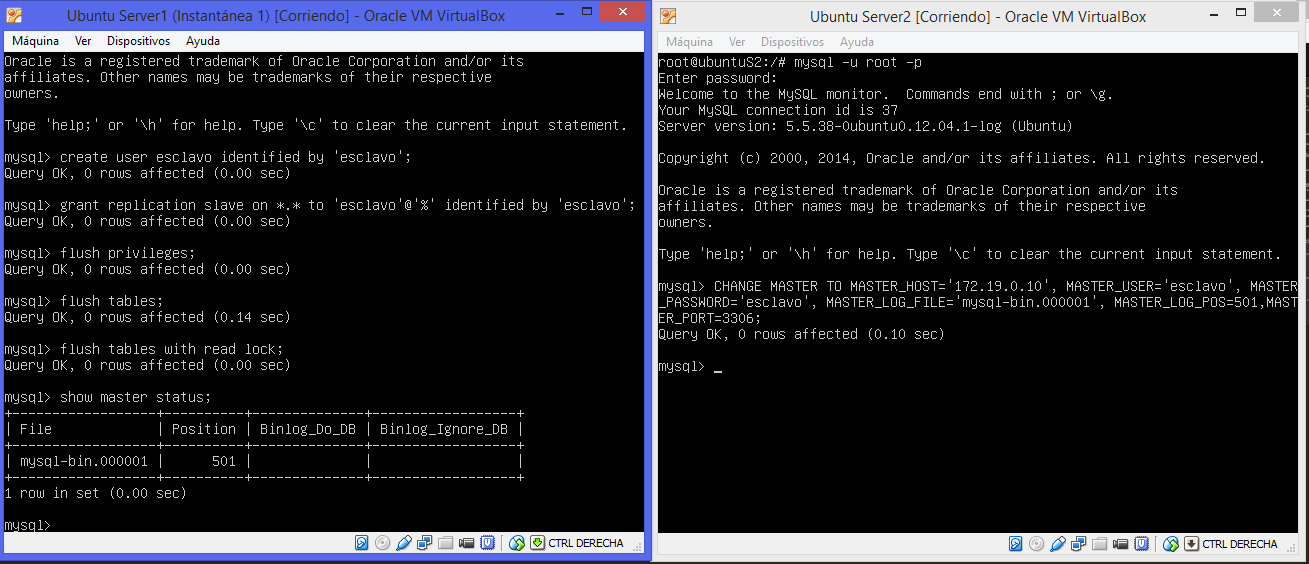 Ubuntu Server1 (Instantánea 1) [Corriendo] - Oracle VM VirtualBox
Máquina Ver Dispositivos Ayuda
Oracle is a registered trademark of Oracle Corporation and/or its
affiliates. Other names may be trademarks of their respective
owners.
Type 'help;' or '\h' for help. Type '\c' to clear the current input statement.
mysql> create user esclavo identified by 'esclavo';
Query OK, 0 rows affected (0.00 sec)
mysql> grant replication slave on *.* to 'esclavo'@'%' identified by 'esclavo';
Query OK, 0 rows affected (0.00 sec)
mysql> flush privileges;
Query OK, 0 rows affected (0.00 sec)
mysql> flush tables;
Query OK, 0 rows affected (0.14 sec)
mysql> flush tables with read lock;
Query OK, 0 rows affected (0.00 sec)
mysql> show master status;
+------------------+----------+--------------+------------------+
| File | Position | Binlog_Do_DB | Binlog_Ignore_DB |
+------------------+----------+--------------+------------------+
| mysql-bin.000001 | 501 | | |
+------------------+----------+--------------+------------------+
1 row in set (0.00 sec)
mysql>
CTRL DERECHA
Ubuntu Server2 [Corriendo] - Oracle VM VirtualBox
Máquina Ver Dispositivos Ayuda
root@ubuntuS2:/# mysql -u root -p
Enter password:
Welcome to the MySQL monitor. Commands end with ; or \g.
Your MySQL connection id is 37
Server version: 5.5.38-0ubuntu0.12.04.1-log (Ubuntu)
Copyright (c) 2000, 2014, Oracle and/or its affiliates. All rights reserved.
Oracle is a registered trademark of Oracle Corporation and/or its
affiliates. Other names may be trademarks of their respective
owners.
Type 'help;' or '\h' for help. Type '\c' to clear the current input statement.
mysql> CHANGE MASTER TO MASTER_HOST='172.19.0.10', MASTER_USER='esclavo', MASTER
_PASSWORD='esclavo', MASTER_LOG_FILE='mysql-bin.000001', MASTER_LOG_POS=501,MAST
ER_PORT=3306;
Query OK, 0 rows affected (0.10 sec)
mysql> _
CTRL DERECHA